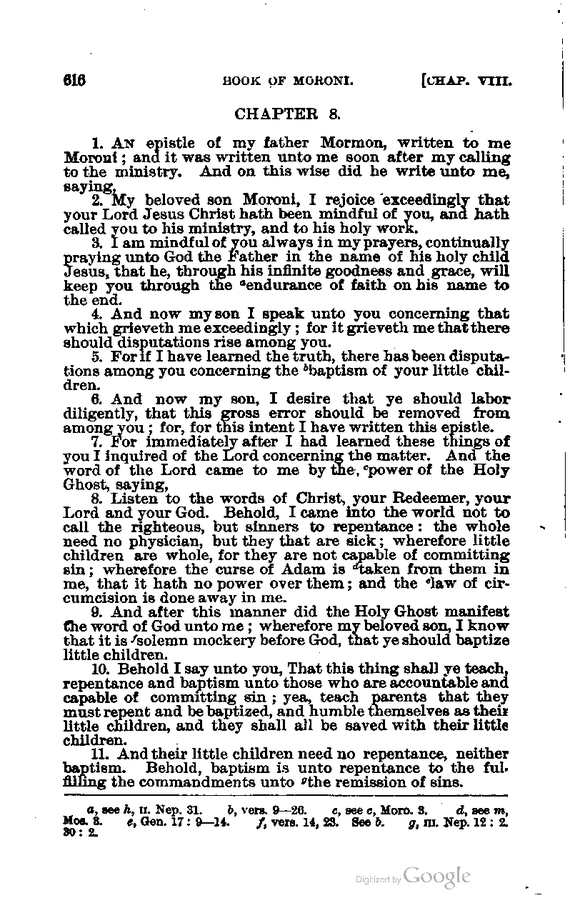 616 BOOK OF MORONI. [CHAP. VIII.
CHAPTER 8.
1. AN epistle of my father Mormon, written to me
Moroni; and it was written unto me soon after my calling
to the ministry. And on this wise did he write unto me,
saying,
2. My beloved son Moroni, I rejoice exceedingly that
your Lord Jesus Christ hath been mindful of you, and hath
called you to his ministry, and to his holy work.
3. I am mindful of you always in my prayers, continually
praying unto God the Father in the name of his holy child
Jesus, that he, through his infinite goodness and grace, will
keep you through the ᵃendurance of faith on his name to
the end.
4. And now my son I speak unto you concerning that
which grieveth me exceedingly; for it grieveth me that there
should disputations rise among you.
5. For if I have learned the truth, there has been disputa-
tions among you concerning the ᵇbaptism of your little chil-
dren.
6. And now my son, I desire that ye should labor
diligently, that this gross error should be removed from
among you; for, for this intent I have written this epistle.
7. For immediately after I had learned these things of
you I inquired of the Lord concerning the matter. And the
word of the Lord came to me by the, ᶜpower of the Holy
Ghost, saying,
8. Listen to the words of Christ, your Redeemer, your
Lord and your God. Behold, I came into the world not to
call the righteous, but sinners to repentance: the whole
need no physician, but they that are sick; wherefore little
children are whole, for they are not capable of committing
sin; wherefore the curse of Adam is ᵈtaken from them in
me, that it hath no power over them; and the ᵉlaw of cir-
cumcision is done away in me.
9. And after this manner did the Holy Ghost manifest
the word of God unto me; wherefore my beloved son, I know
that it is ᶠsolemn mockery before God, that ye should baptize
little children.
10. Behold I say unto you, That this thing shall ye teach,
repentance and baptism unto those who are accountable and
capable of committing sin; yea, teach parents that they
must repent and be baptized, and humble themselves as their
little children, and they shall all be saved with their little
children.
11. And their little children need no repentance, neither
baptism. Behold, baptism is unto repentance to the ful-
filling the commandments unto ᵍthe remission of sins.
a, see h, II. Nep. 31. b, vers. 9—26. c, see c, Moro. 3. d, see m,
Mos. 3. e, Gen. 17: 9—14. f, vers. 14, 23. See b. g, III. Nep. 12: 2.
30: 2.
Digitized by Google